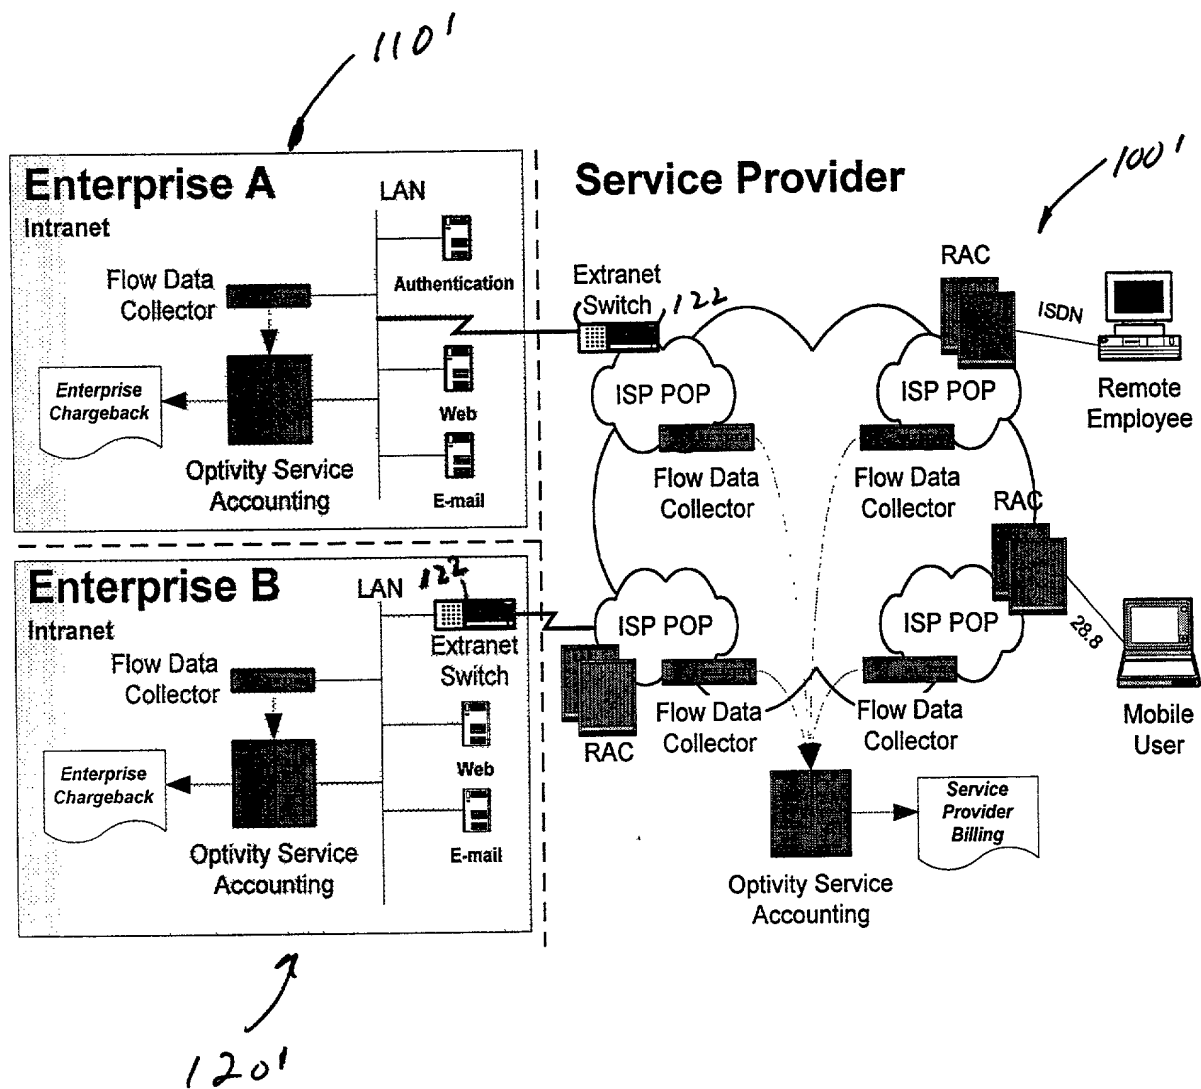 110'
100'
Enterprise A
Intranet
LAN
Flow Data
Collector
Authentication
Enterprise
Chargeback
Web
Optivity Service
Accounting
E-mail
Service Provider
Extranet
Switch
122
RAC
ISDN
ISP POP
ISP POP
Remote
Employee
Flow Data
Collector
Flow Data
Collector
RAC
Enterprise B
Intranet
LAN
122
Extranet
Switch
Flow Data
Collector
Web
Enterprise
Chargeback
Optivity Service
Accounting
E-mail
ISP POP
ISP POP
28.8
RAC
Flow Data
Collector
Flow Data
Collector
Mobile
User
Service
Provider
Billing
Optivity Service
Accounting
120'